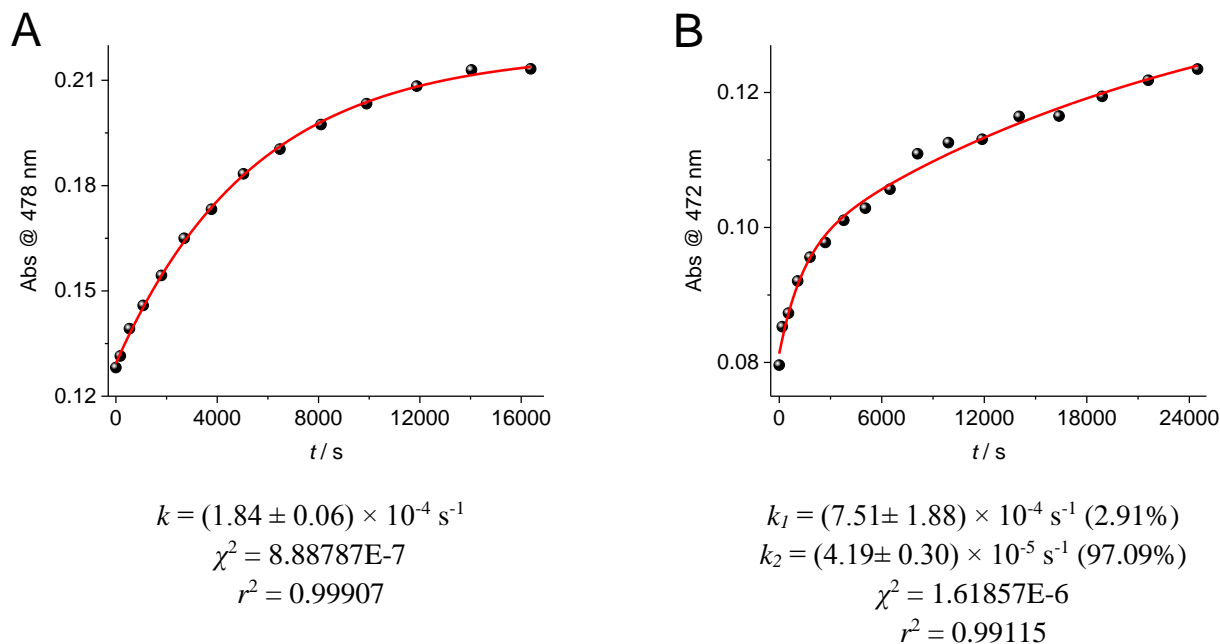 A
0.21
0.18
0.15
0.12
Abs @ 478 nm
0 4000 8000 12000 16000
t / s
k = (1.84 ± 0.06) × 10⁻⁴ s⁻¹
χ² = 8.88787E-7
r² = 0.99907
B
0.12
0.10
0.08
Abs @ 472 nm
0 6000 12000 18000 24000
t / s
k₁ = (7.51± 1.88) × 10⁻⁴ s⁻¹ (2.91%)
k₂ = (4.19± 0.30) × 10⁻⁵ s⁻¹ (97.09%)
χ² = 1.61857E-6
r² = 0.99115